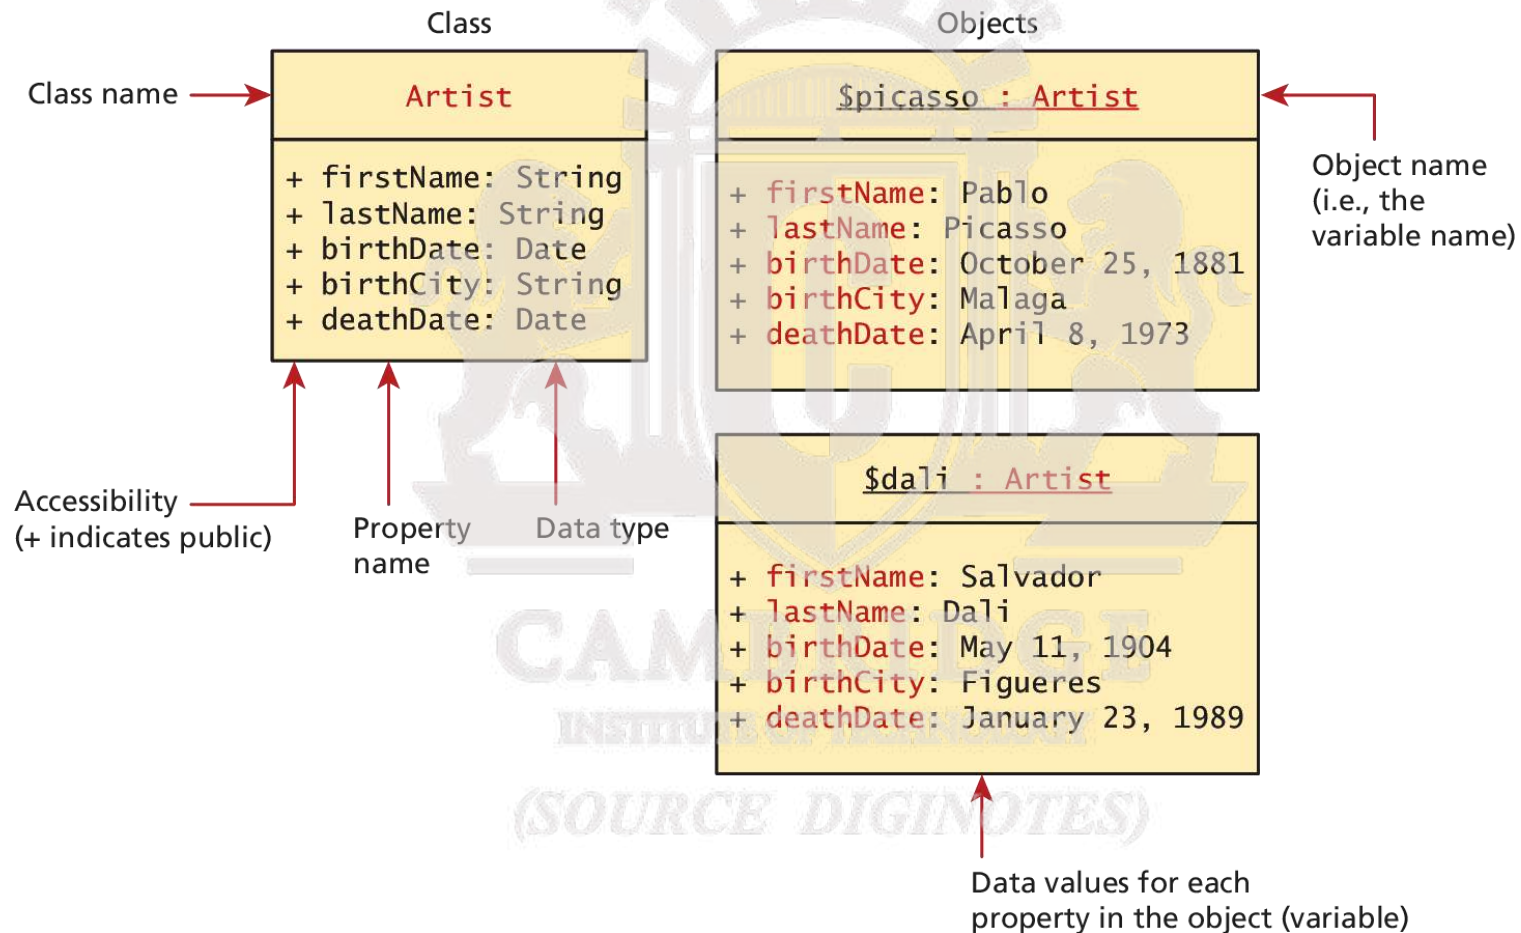 Class
Objects
Class name
Artist
+ firstName: String
+ lastName: String
+ birthDate: Date
+ birthCity: String
+ deathDate: Date
Accessibility
(+ indicates public)
Property
name
Data type
$picasso : Artist
+ firstName: Pablo
+ lastName: Picasso
+ birthDate: October 25, 1881
+ birthCity: Malaga
+ deathDate: April 8, 1973
Object name
(i.e., the
variable name)
$dali : Artist
+ firstName: Salvador
+ lastName: Dali
+ birthDate: May 11, 1904
+ birthCity: Figueres
+ deathDate: January 23, 1989
Data values for each
property in the object (variable)
CAMBRIDGE
INSTITUTE OF TECHNOLOGY
(SOURCE DIGINOTES)